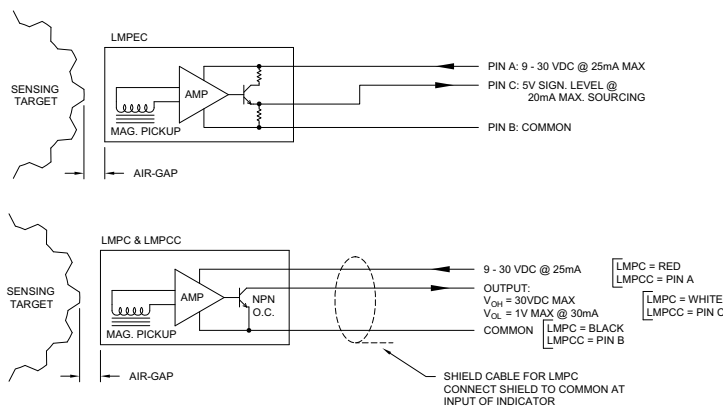 LMPEC
SENSING
TARGET
AMP
MAG. PICKUP
AIR-GAP
PIN A: 9 - 30 VDC @ 25mA MAX
PIN C: 5V SIGN. LEVEL @
20mA MAX. SOURCING
PIN B: COMMON
LMPC & LMPCC
SENSING
TARGET
AMP
NPN
O.C.
MAG. PICKUP
AIR-GAP
9 - 30 VDC @ 25mA
LMPC = RED
LMPCC = PIN A
OUTPUT:
VOH = 30VDC MAX
VOL = 1V MAX @ 30mA
LMPC = WHITE
LMPCC = PIN C
COMMON
LMPC = BLACK
LMPCC = PIN B
SHIELD CABLE FOR LMPC
CONNECT SHIELD TO COMMON AT
INPUT OF INDICATOR